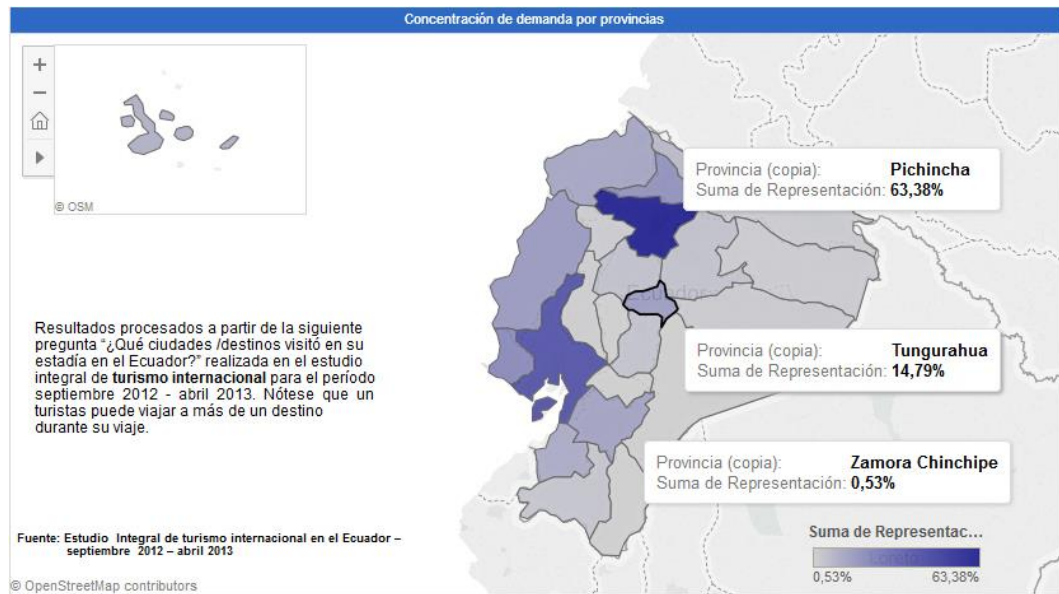 Concentración de demanda por provincias
+
−
© OSM
Provincia (copia): Pichincha
Suma de Representación: 63,38%
Ecuador
Resultados procesados a partir de la siguiente
pregunta “¿Qué ciudades /destinos visitó en su
estadía en el Ecuador?” realizada en el estudio
integral de turismo internacional para el período
septiembre 2012 - abril 2013. Nótese que un
turistas puede viajar a más de un destino
durante su viaje.
Provincia (copia): Tungurahua
Suma de Representación: 14,79%
Provincia (copia): Zamora Chinchipe
Suma de Representación: 0,53%
Fuente: Estudio Integral de turismo internacional en el Ecuador –
septiembre 2012 – abril 2013
Suma de Representac...
Loreto
0,53% 63,38%
© OpenStreetMap contributors